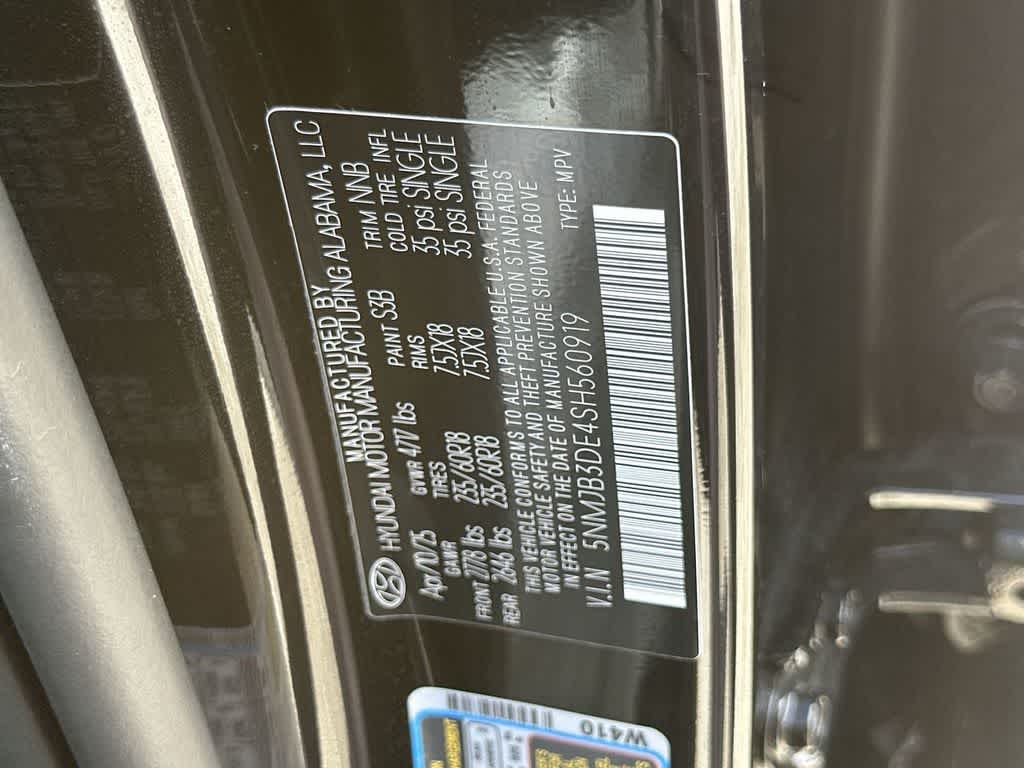 MANUFACTURED BY
HYUNDAI MOTOR MANUFACTURING ALABAMA, LLC
Apr/10/25 GVWR 4717 lbs PAINT S3B TRIM NNB
GAWR TIRES RIMS COLD TIRE INFL
FRONT 2778 lbs 235/60R18 7.5JX18 35 psi SINGLE
REAR 2646 lbs 235/60R18 7.5JX18 35 psi SINGLE
THIS VEHICLE CONFORMS TO ALL APPLICABLE U.S.A. FEDERAL
MOTOR VEHICLE SAFETY AND THEFT PREVENTION STANDARDS
IN EFFECT ON THE DATE OF MANUFACTURE SHOWN ABOVE
V.I.N 5NMJB3DE4SH560919 TYPE: MPV
W410